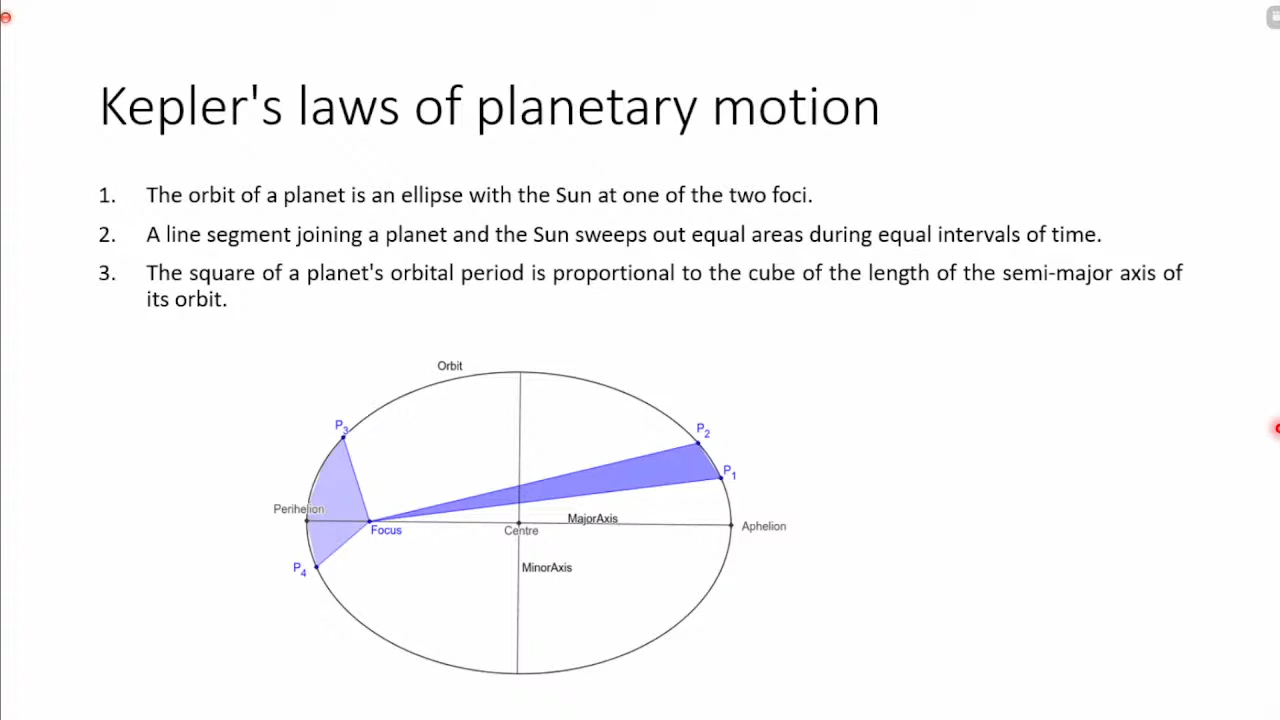 Kepler's laws of planetary motion
1. The orbit of a planet is an ellipse with the Sun at one of the two foci.
2. A line segment joining a planet and the Sun sweeps out equal areas during equal intervals of time.
3. The square of a planet's orbital period is proportional to the cube of the length of the semi-major axis of
its orbit.
Orbit
P3
P2
P1
Perihelion
MajorAxis
Focus
Centre
Aphelion
P4
MinorAxis